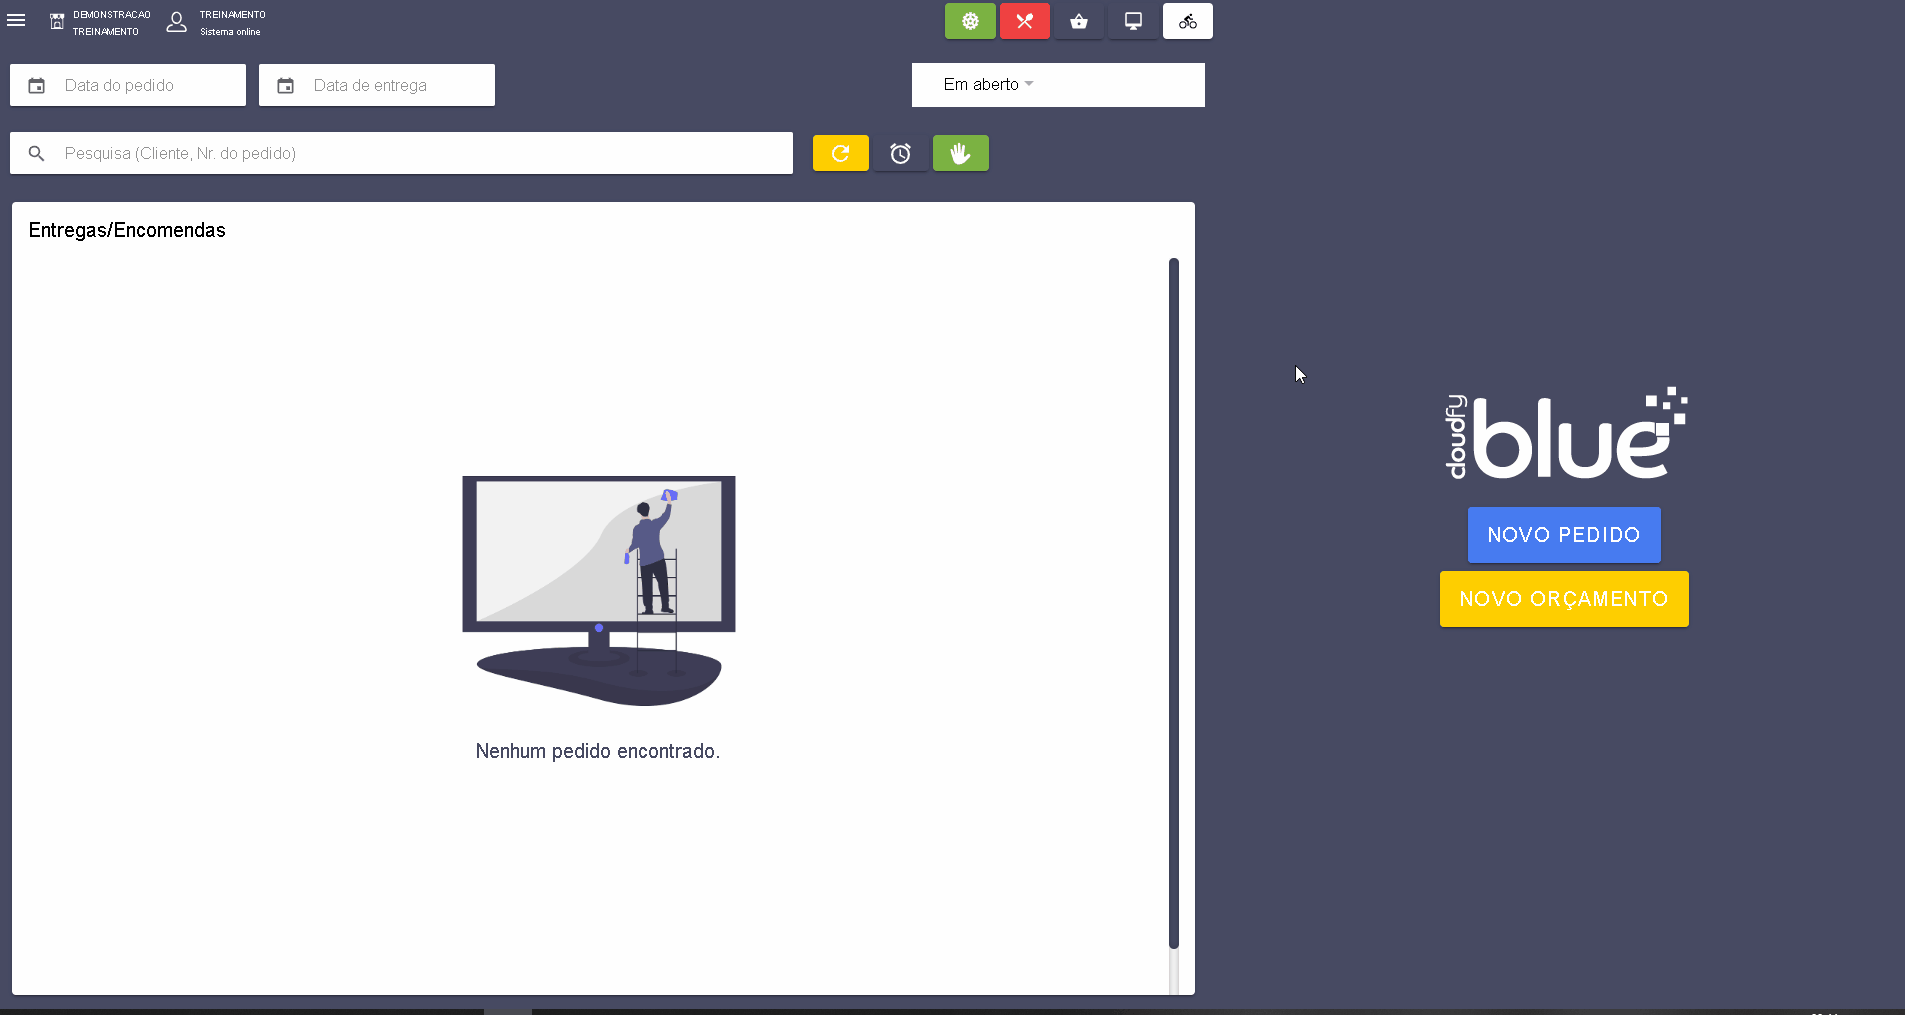 DEMONSTRACAO
TREINAMENTO
TREINAMENTO
Sistema online
Data do pedido
Data de entrega
Em aberto
Pesquisa (Cliente, Nr. do pedido)
Entregas/Encomendas
Nenhum pedido encontrado.
cloudfy
blue
NOVO PEDIDO
NOVO ORÇAMENTO